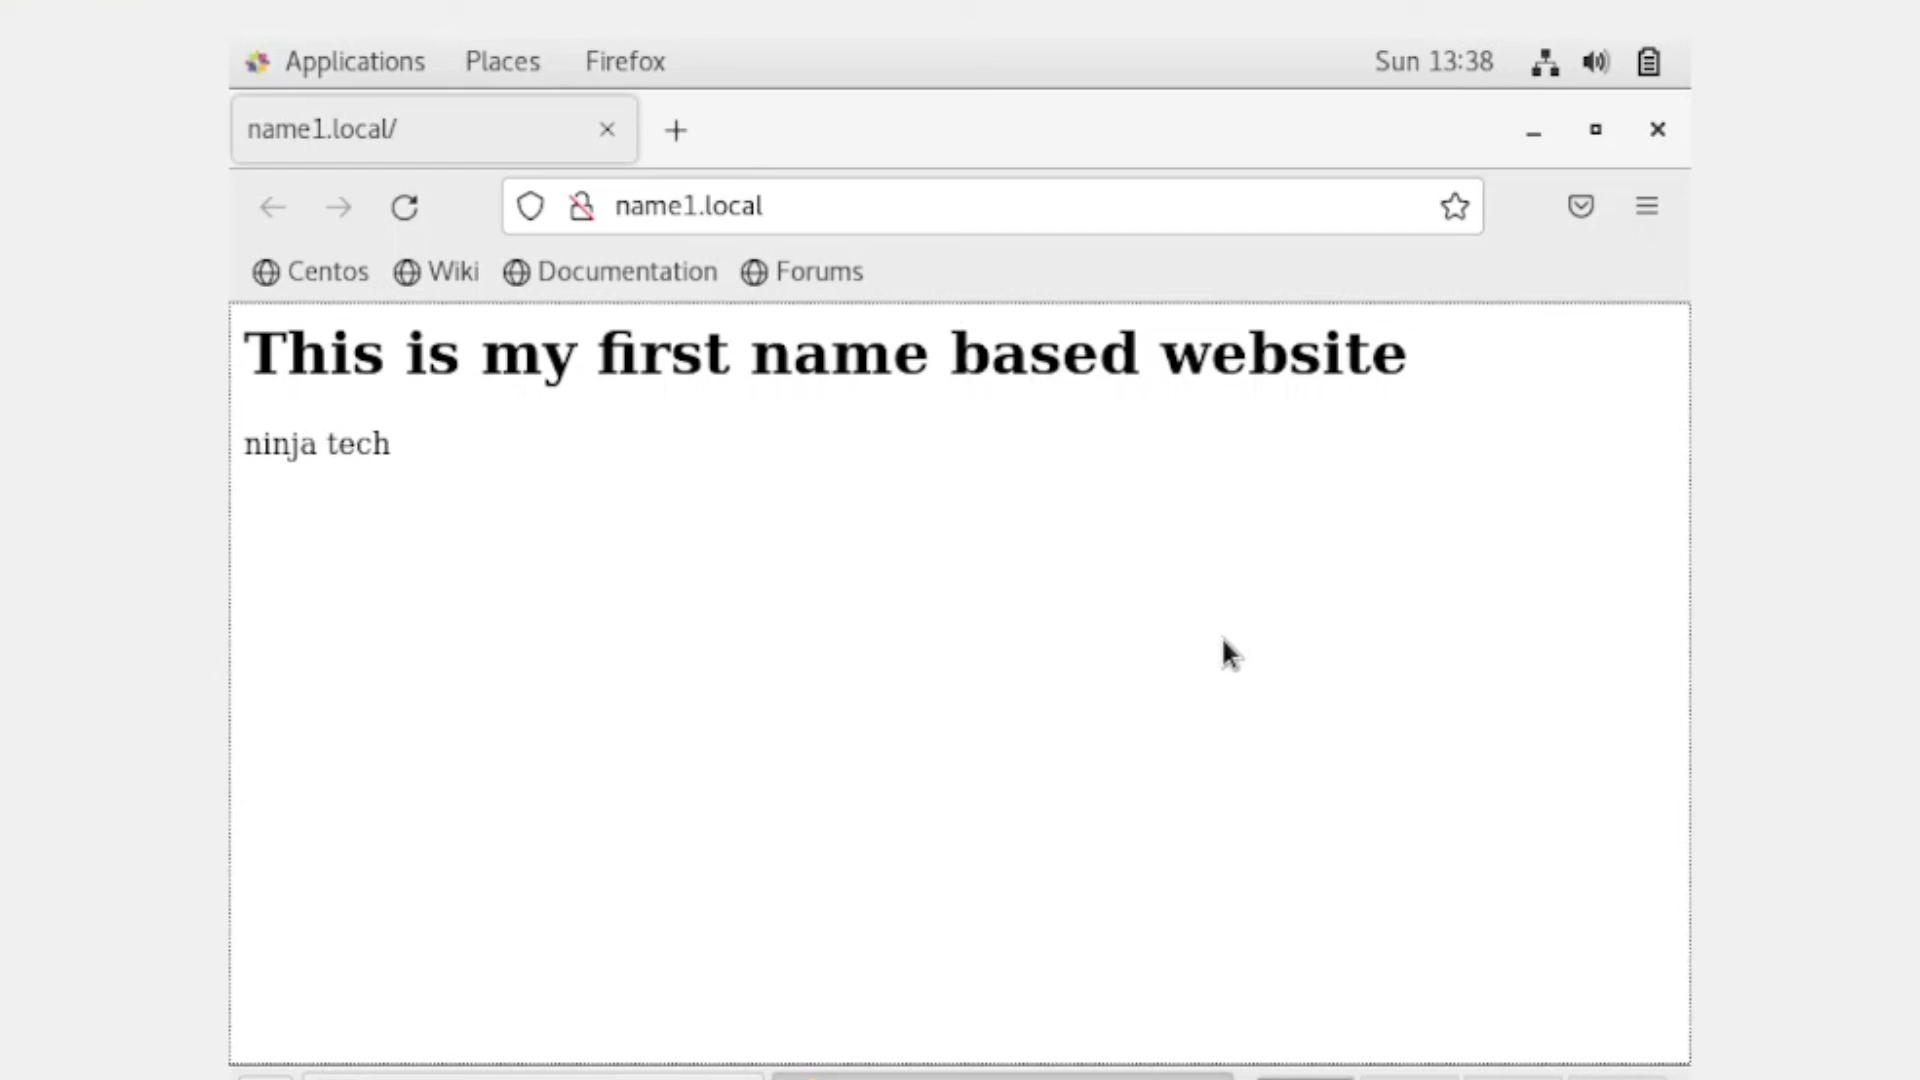 Applications Places Firefox Sun 13:38
name1.local/
name1.local
Centos Wiki Documentation Forums
This is my first name based website
ninja tech